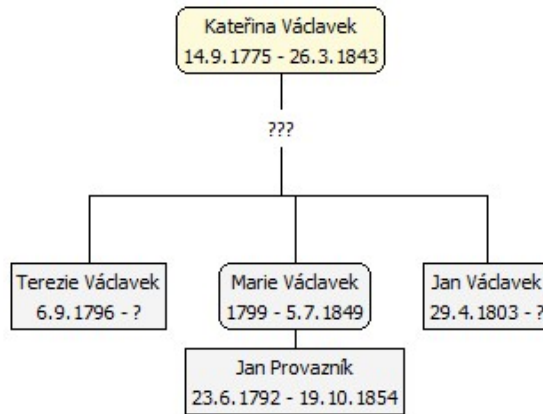 Kateřina Václavek
14.9.1775 - 26.3.1843
???
Terezie Václavek
6.9.1796 - ?
Marie Václavek
1799 - 5.7.1849
Jan Václavek
29.4.1803 - ?
Jan Provazník
23.6.1792 - 19.10.1854